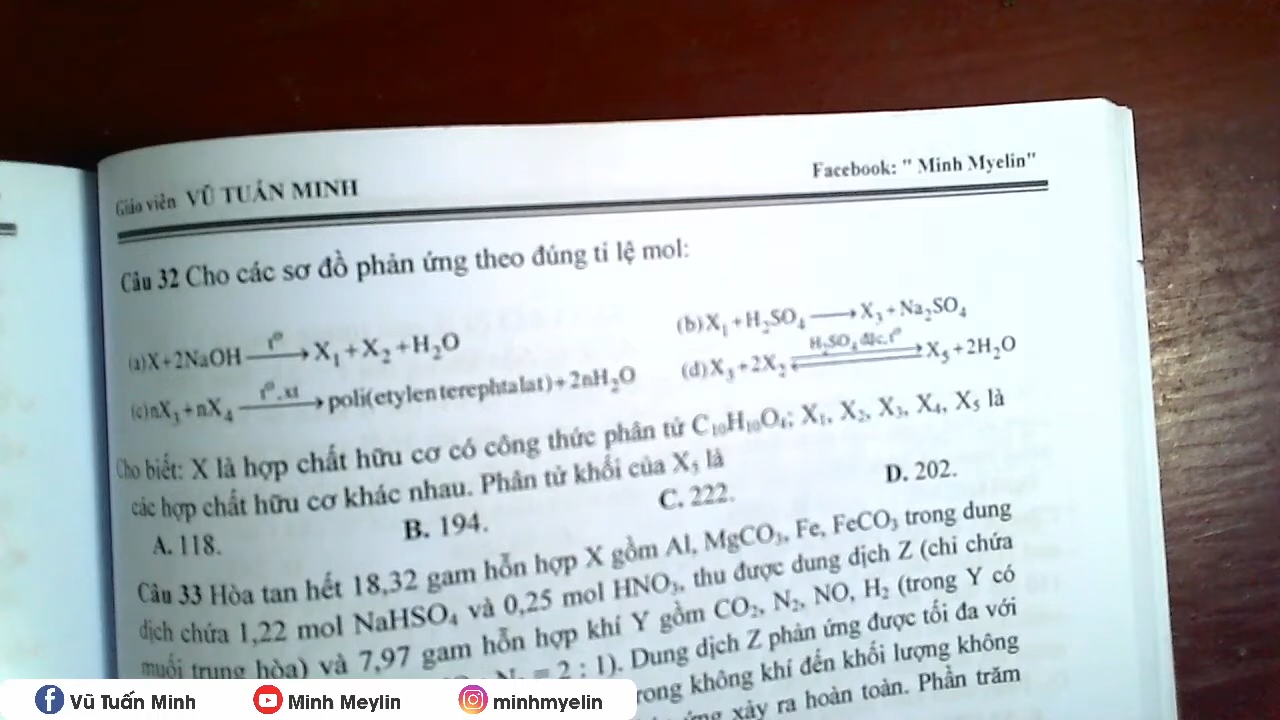 Giáo viên VŨ TUẤN MINH
Facebook: " Minh Myelin"
Câu 32 Cho các sơ đồ phản ứng theo đúng tỉ lệ mol:
(a)X+2NaOH t⁰ → X₁+X₂+H₂O
(b)X₁+H₂SO₄ → X₃+Na₂SO₄
(c)nX₃+nX₄ t⁰,xt → poli(etylen terephtalat)+2nH₂O
(d)X₃+2X₂ H₂SO₄ đặc,t⁰ ⇌ X₅+2H₂O
Cho biết: X là hợp chất hữu cơ có công thức phân tử C₁₀H₁₀O₄; X₁, X₂, X₃, X₄, X₅ là
các hợp chất hữu cơ khác nhau. Phân tử khối của X₅ là
A. 118.
B. 194.
C. 222.
D. 202.
Câu 33 Hòa tan hết 18,32 gam hỗn hợp X gồm Al, MgCO₃, Fe, FeCO₃ trong dung
dịch chứa 1,22 mol NaHSO₄ và 0,25 mol HNO₃, thu được dung dịch Z (chỉ chứa
muối trung hòa) và 7,97 gam hỗn hợp khí Y gồm CO₂, N₂, NO, H₂ (trong Y có
= 2 : 1). Dung dịch Z phản ứng được tối đa với
trong không khí đến khối lượng không
ứng xảy ra hoàn toàn. Phần trăm
Vũ Tuấn Minh
Minh Meylin
minhmyelin